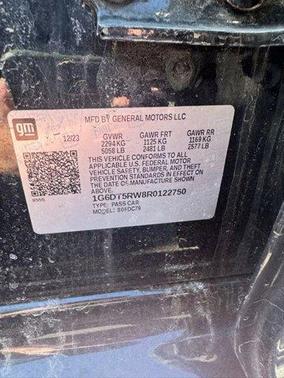 gm
MFD BY GENERAL MOTORS LLC
12/23 GVWR GAWR FRT GAWR RR
2294KG 1125 KG 1169 KG
5058 LB 2481 LB 2577 LB
THIS VEHICLE CONFORMS TO ALL
APPLICABLE U.S. FEDERAL MOTOR
VEHICLE SAFETY, BUMPER, AND THEFT
PREVENTION STANDARDS IN EFFECT ON
THE DATE OF MANUFACTURE SHOWN
ABOVE.
1G6DT5RW8R0122750
TYPE: PASS CAR
MODEL: